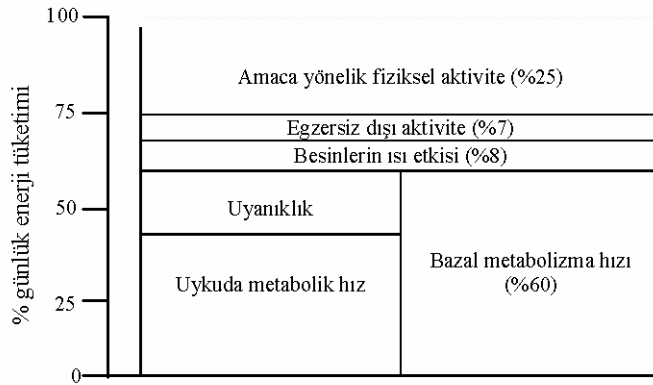 % günlük enerji tüketimi
100
75
50
25
0
Amaca yönelik fiziksel aktivite (%25)
Egzersiz dışı aktivite (%7)
Besinlerin ısı etkisi (%8)
Uyanıklık
Uykuda metabolik hız
Bazal metabolizma hızı
(%60)